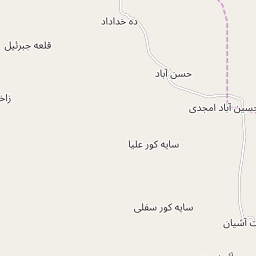 ده خداداد
قلعه جبرئیل
حسن آباد
حسین آباد امجدی
سایه کور علیا
سایه کور سفلی